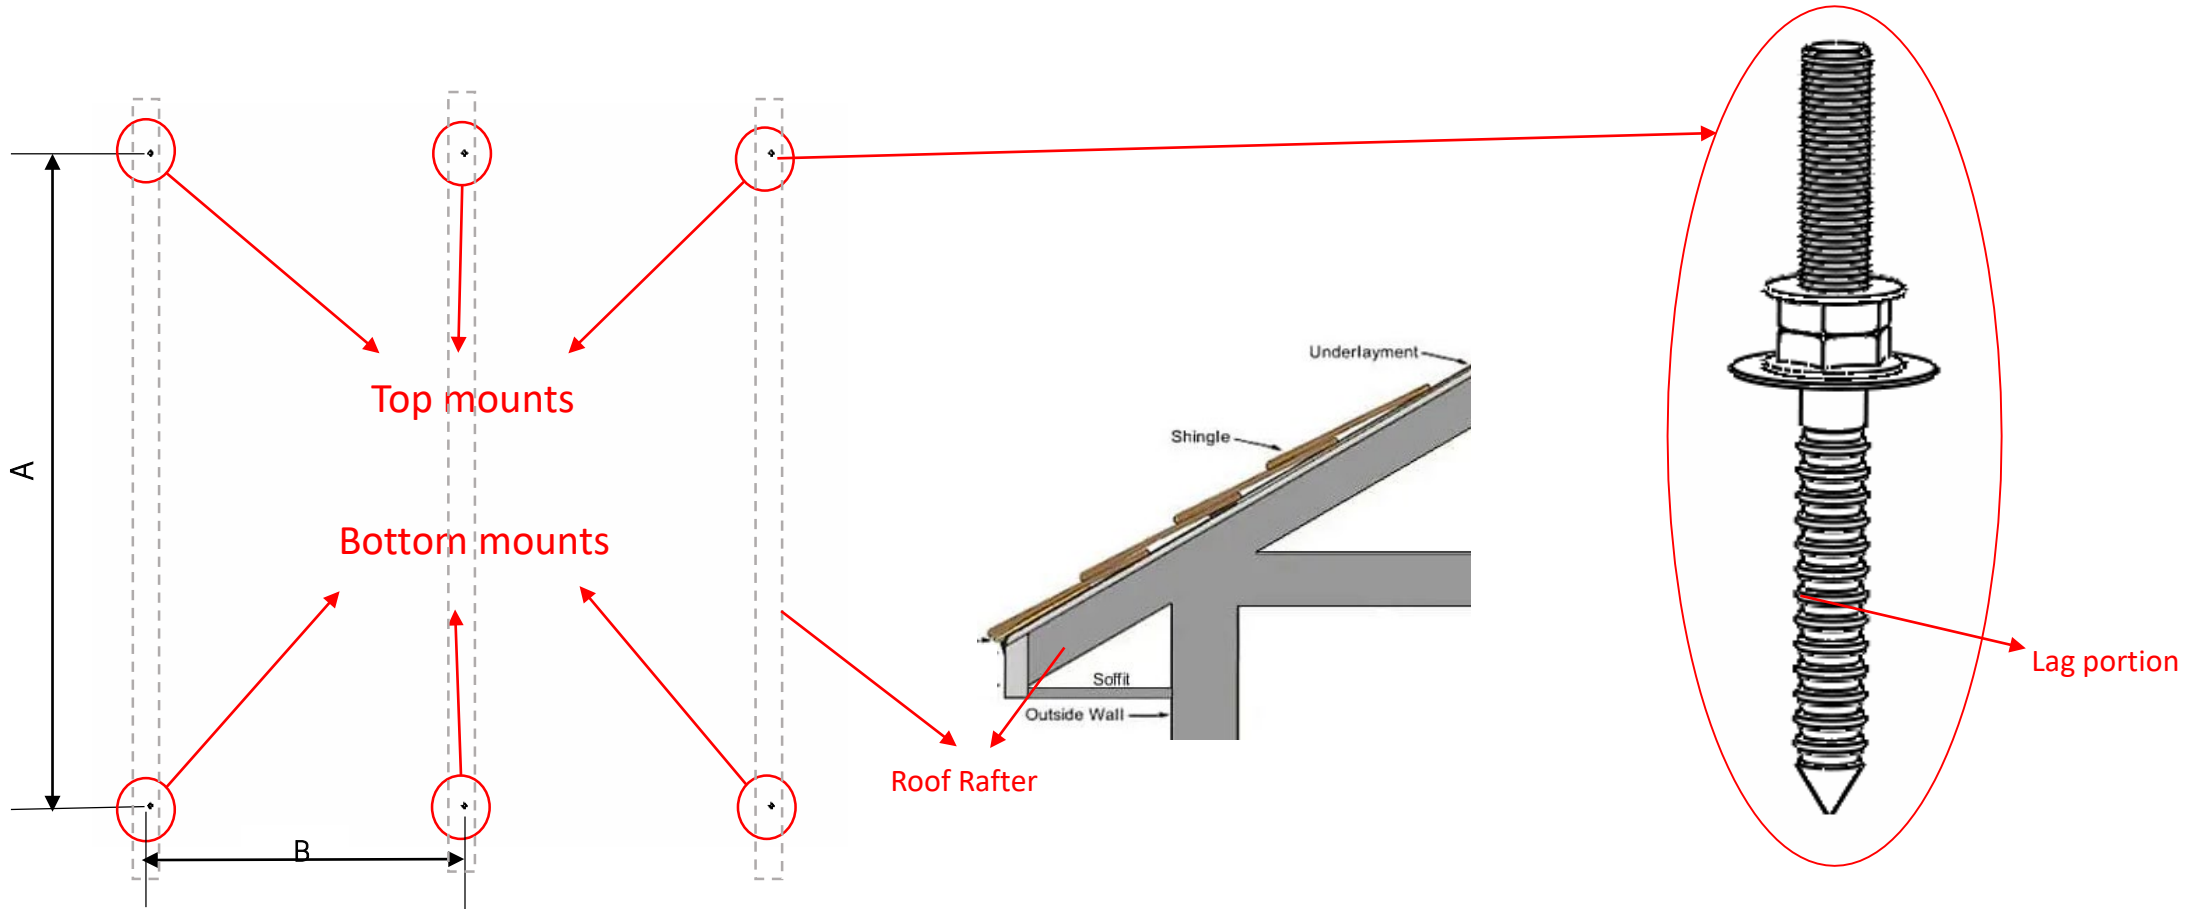 Top mounts
A
Bottom mounts
B
Underlayment
Shingle
Soffit
Outside Wall
Roof Rafter
Lag portion